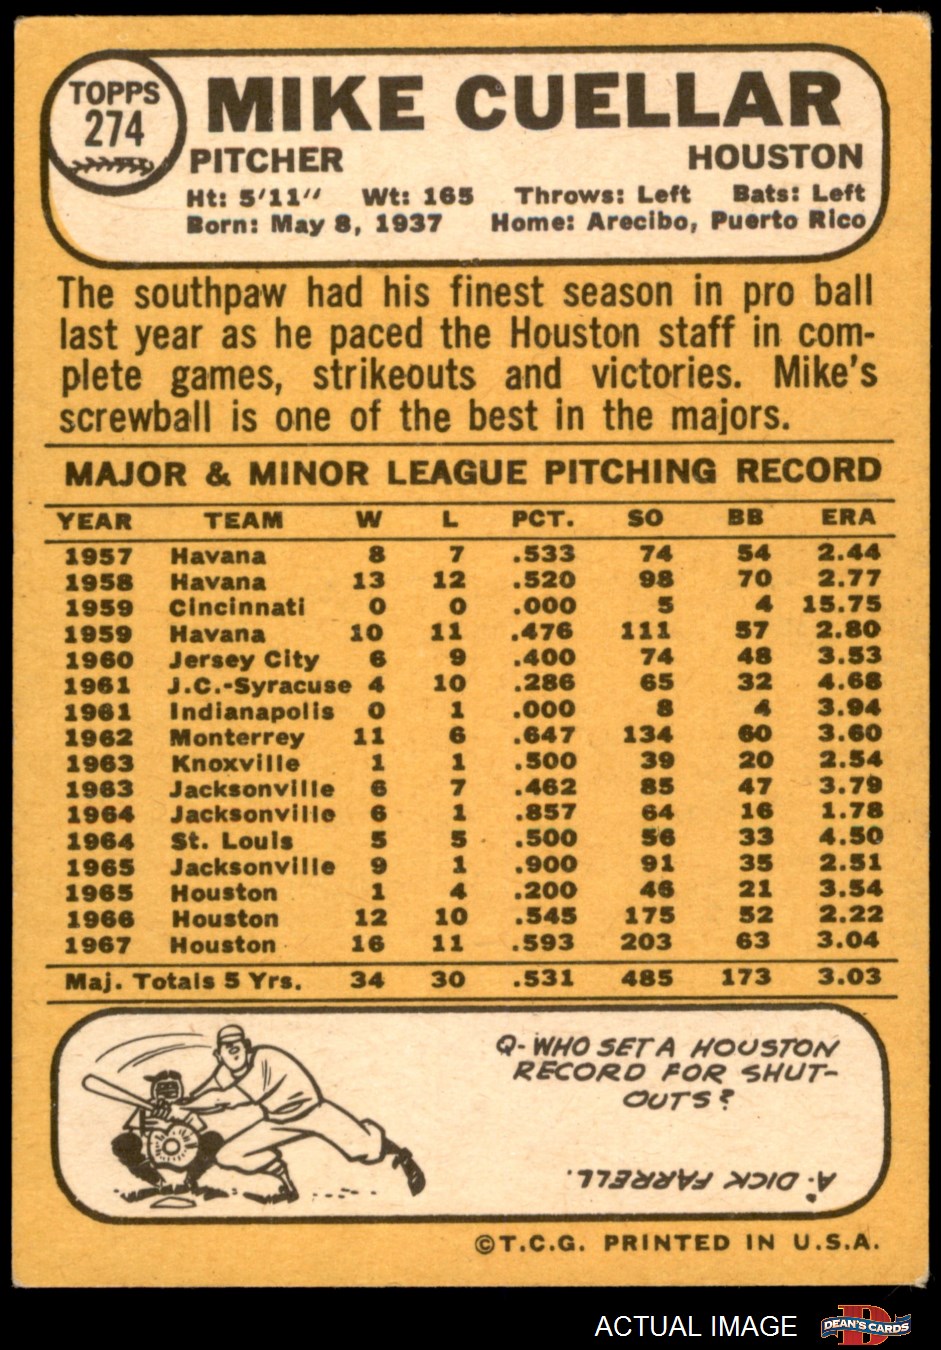 TOPPS
274
MIKE CUELLAR
PITCHER HOUSTON
Ht: 5'11" Wt: 165 Throws: Left Bats: Left
Born: May 8, 1937 Home: Arecibo, Puerto Rico
The southpaw had his finest season in pro ball
last year as he paced the Houston staff in com-
plete games, strikeouts and victories. Mike's
screwball is one of the best in the majors.
MAJOR & MINOR LEAGUE PITCHING RECORD
YEAR TEAM W L PCT. SO BB ERA
1957 Havana 8 7 .533 74 54 2.44
1958 Havana 13 12 .520 98 70 2.77
1959 Cincinnati 0 0 .000 5 4 15.75
1959 Havana 10 11 .476 111 57 2.80
1960 Jersey City 6 9 .400 74 48 3.53
1961 J.C.-Syracuse 4 10 .286 65 32 4.68
1961 Indianapolis 0 1 .000 8 4 3.94
1962 Monterrey 11 6 .647 134 60 3.60
1963 Knoxville 1 1 .500 39 20 2.54
1963 Jacksonville 6 7 .462 85 47 3.79
1964 Jacksonville 6 1 .857 64 16 1.78
1964 St. Louis 5 5 .500 56 33 4.50
1965 Jacksonville 9 1 .900 91 35 2.51
1965 Houston 1 4 .200 46 21 3.54
1966 Houston 12 10 .545 175 52 2.22
1967 Houston 16 11 .593 203 63 3.04
Maj. Totals 5 Yrs. 34 30 .531 485 173 3.03
Q- WHO SET A HOUSTON
RECORD FOR SHUT-
OUTS?
A. DICK FARRELL.
©T.C.G. PRINTED IN U.S.A.
ACTUAL IMAGE
DEAN'S CARDS